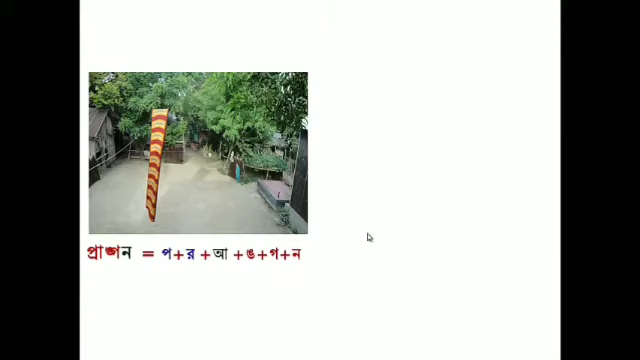 প্রাঙ্গন = প+র +আ +ঙ+গ+ন